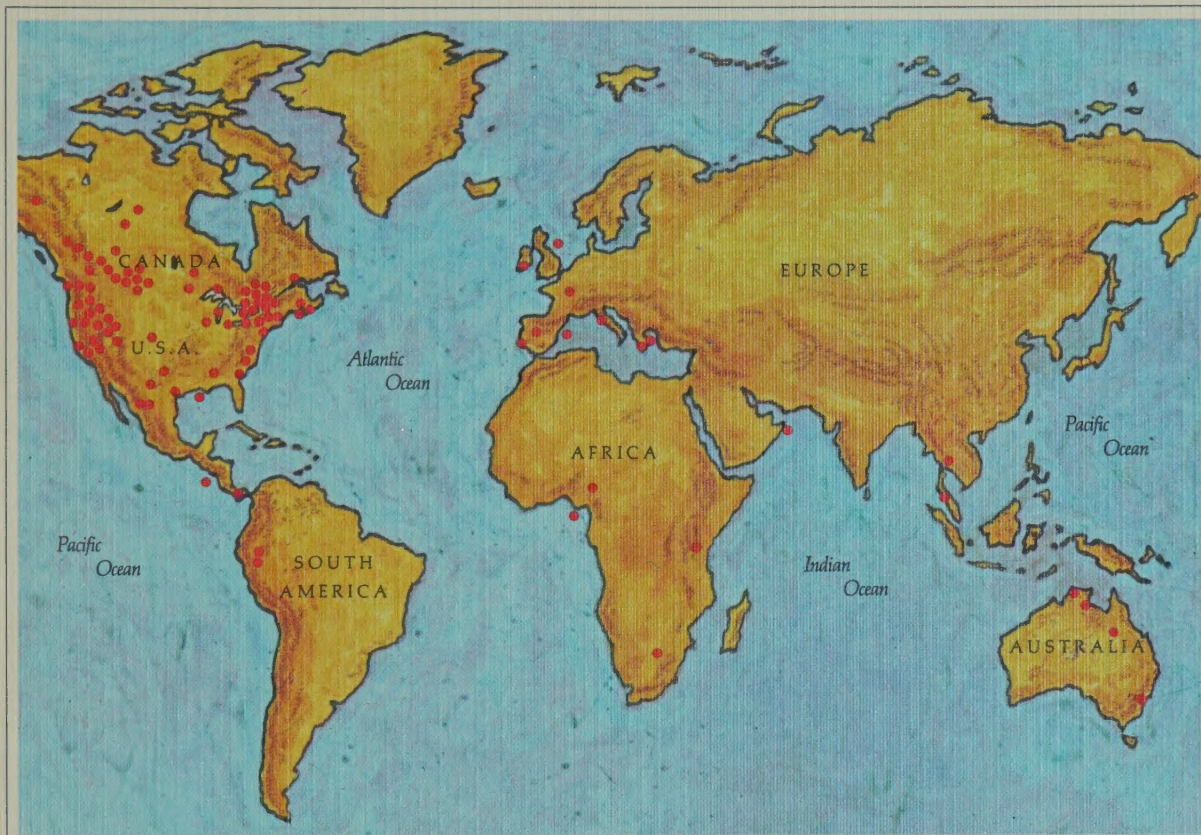 CANADA
EUROPE
U.S.A.
Atlantic
Ocean
Pacific
Ocean
AFRICA
Pacific
Ocean
SOUTH
AMERICA
Indian
Ocean
AUSTRALIA